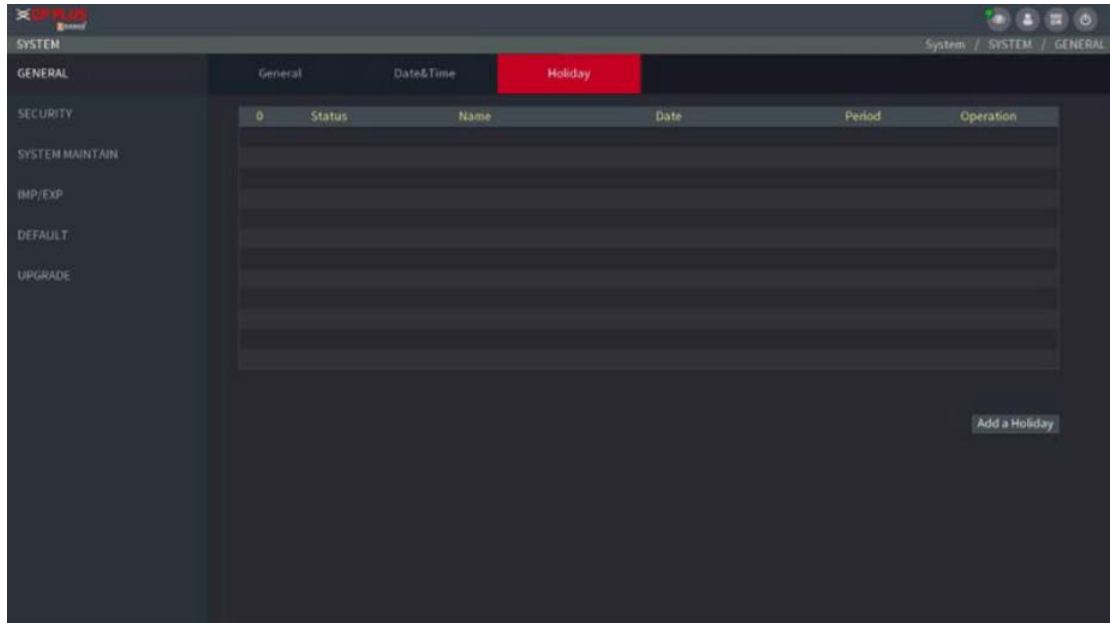 CP PLUS
SYSTEM
System / SYSTEM / GENERAL
GENERAL
General Date&Time Holiday
SECURITY
0 Status Name Date Period Operation
SYSTEM MAINTAIN
IMP/EXP
DEFAULT
UPGRADE
Add a Holiday